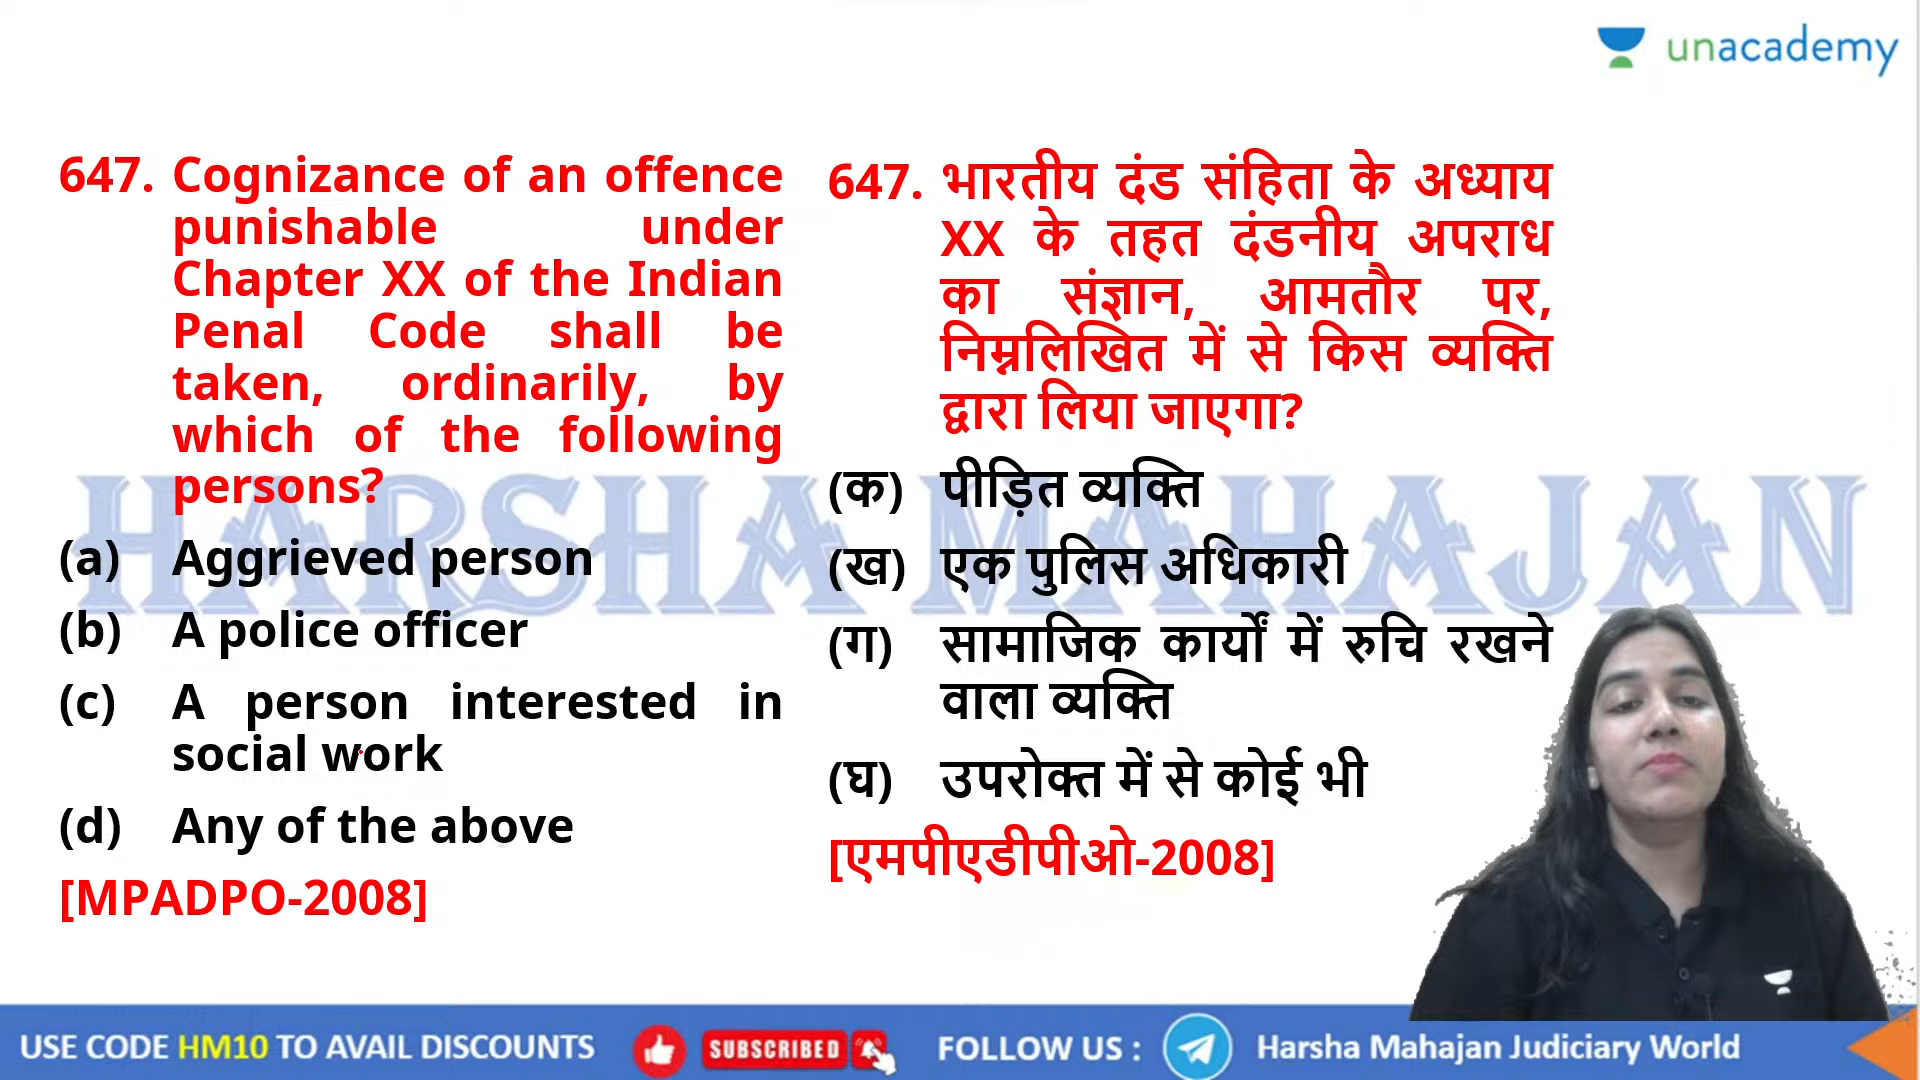 unacademy
647. Cognizance of an offence
punishable under
Chapter XX of the Indian
Penal Code shall be
taken, ordinarily, by
which of the following
persons?
(a) Aggrieved person
(b) A police officer
(c) A person interested in
social work
(d) Any of the above
[MPADPO-2008]
647. भारतीय दंड संहिता के अध्याय
XX के तहत दंडनीय अपराध
का संज्ञान, आमतौर पर,
निम्नलिखित में से किस व्यक्ति
द्वारा लिया जाएगा?
(क) पीड़ित व्यक्ति
(ख) एक पुलिस अधिकारी
(ग) सामाजिक कार्यों में रुचि रखने
वाला व्यक्ति
(घ) उपरोक्त में से कोई भी
[एमपीएडीपीओ-2008]
HARSHA MAHAJAN
USE CODE HM10 TO AVAIL DISCOUNTS
SUBSCRIBED
FOLLOW US :
Harsha Mahajan Judiciary World